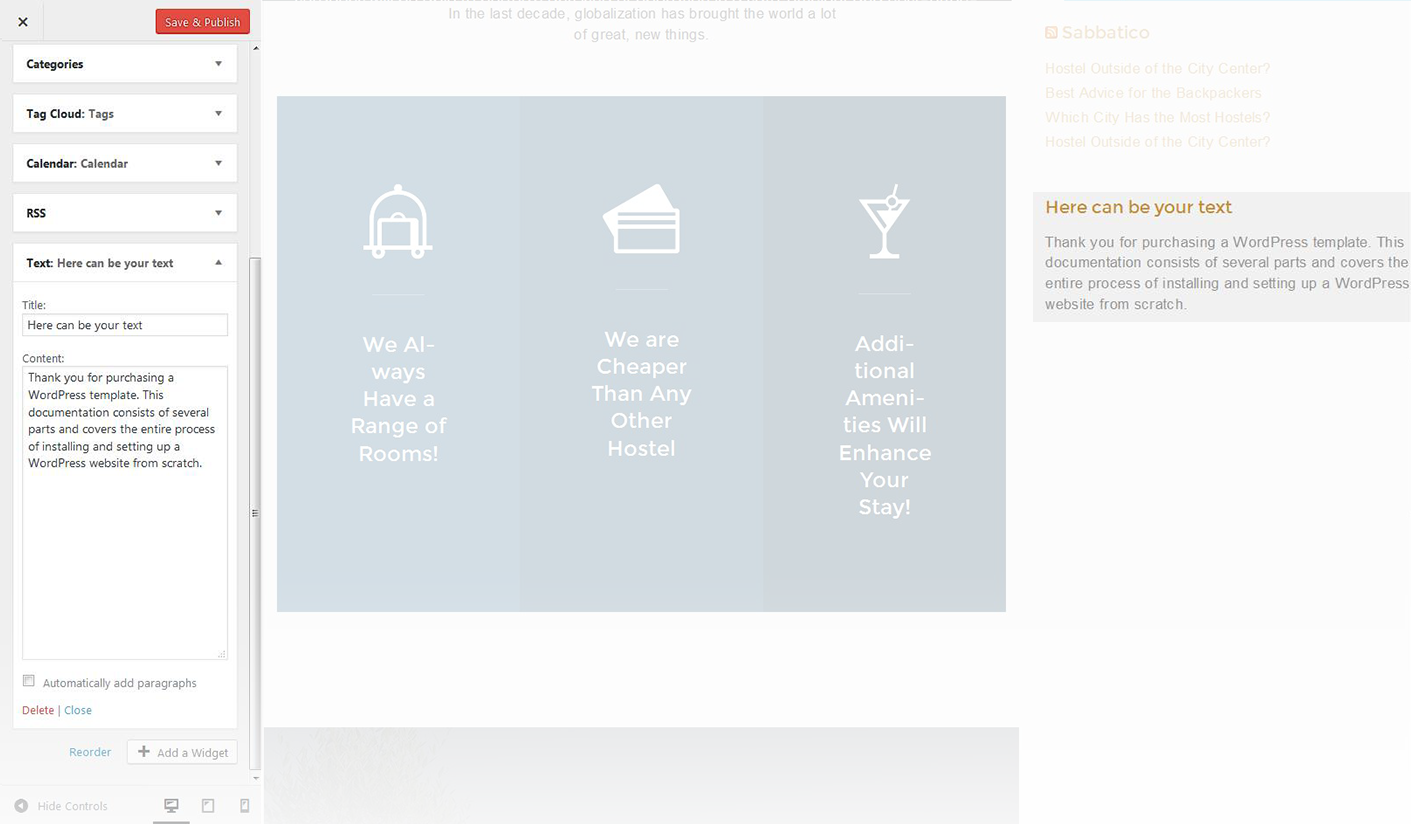 Save & Publish
Categories
Tag Cloud: Tags
Calendar: Calendar
RSS
Text: Here can be your text
Title:
Here can be your text
Content:
Thank you for purchasing a
WordPress template. This
documentation consists of several
parts and covers the entire process
of installing and setting up a
WordPress website from scratch.
Automatically add paragraphs
Delete | Close
Reorder
Add a Widget
Hide Controls
In the last decade, globalization has brought the world a lot
of great, new things.
We Al-
ways
Have a
Range of
Rooms!
We are
Cheaper
Than Any
Other
Hostel
Addi-
tional
Ameni-
ties Will
Enhance
Your
Stay!
Sabbatico
Hostel Outside of the City Center?
Best Advice for the Backpackers
Which City Has the Most Hostels?
Hostel Outside of the City Center?
Here can be your text
Thank you for purchasing a WordPress template. This
documentation consists of several parts and covers the
entire process of installing and setting up a WordPress
website from scratch.